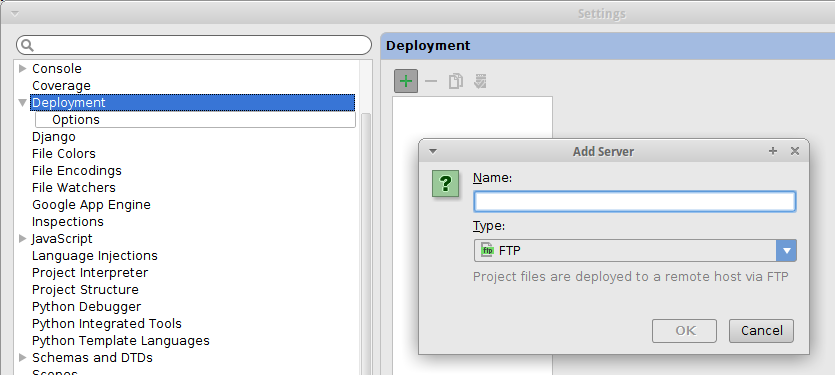 Settings
Deployment
Console
Coverage
Deployment
Options
Django
File Colors
File Encodings
File Watchers
Google App Engine
Inspections
JavaScript
Language Injections
Project Interpreter
Project Structure
Python Debugger
Python Integrated Tools
Python Template Languages
Schemas and DTDs
Scopes
Add Server
?
Name:
Type:
ftp FTP
Project files are deployed to a remote host via FTP
OK
Cancel